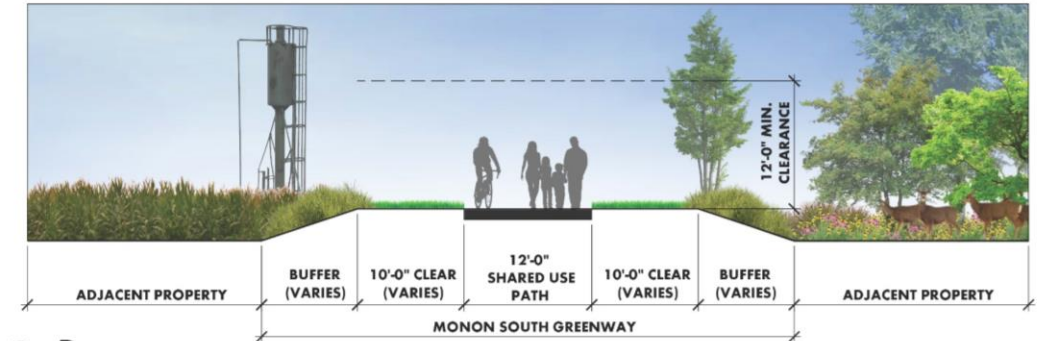 12'-0" MIN.
CLEARANCE
ADJACENT PROPERTY
BUFFER
(VARIES)
10'-0" CLEAR
(VARIES)
12'-0"
SHARED USE
PATH
10'-0" CLEAR
(VARIES)
BUFFER
(VARIES)
ADJACENT PROPERTY
MONON SOUTH GREENWAY